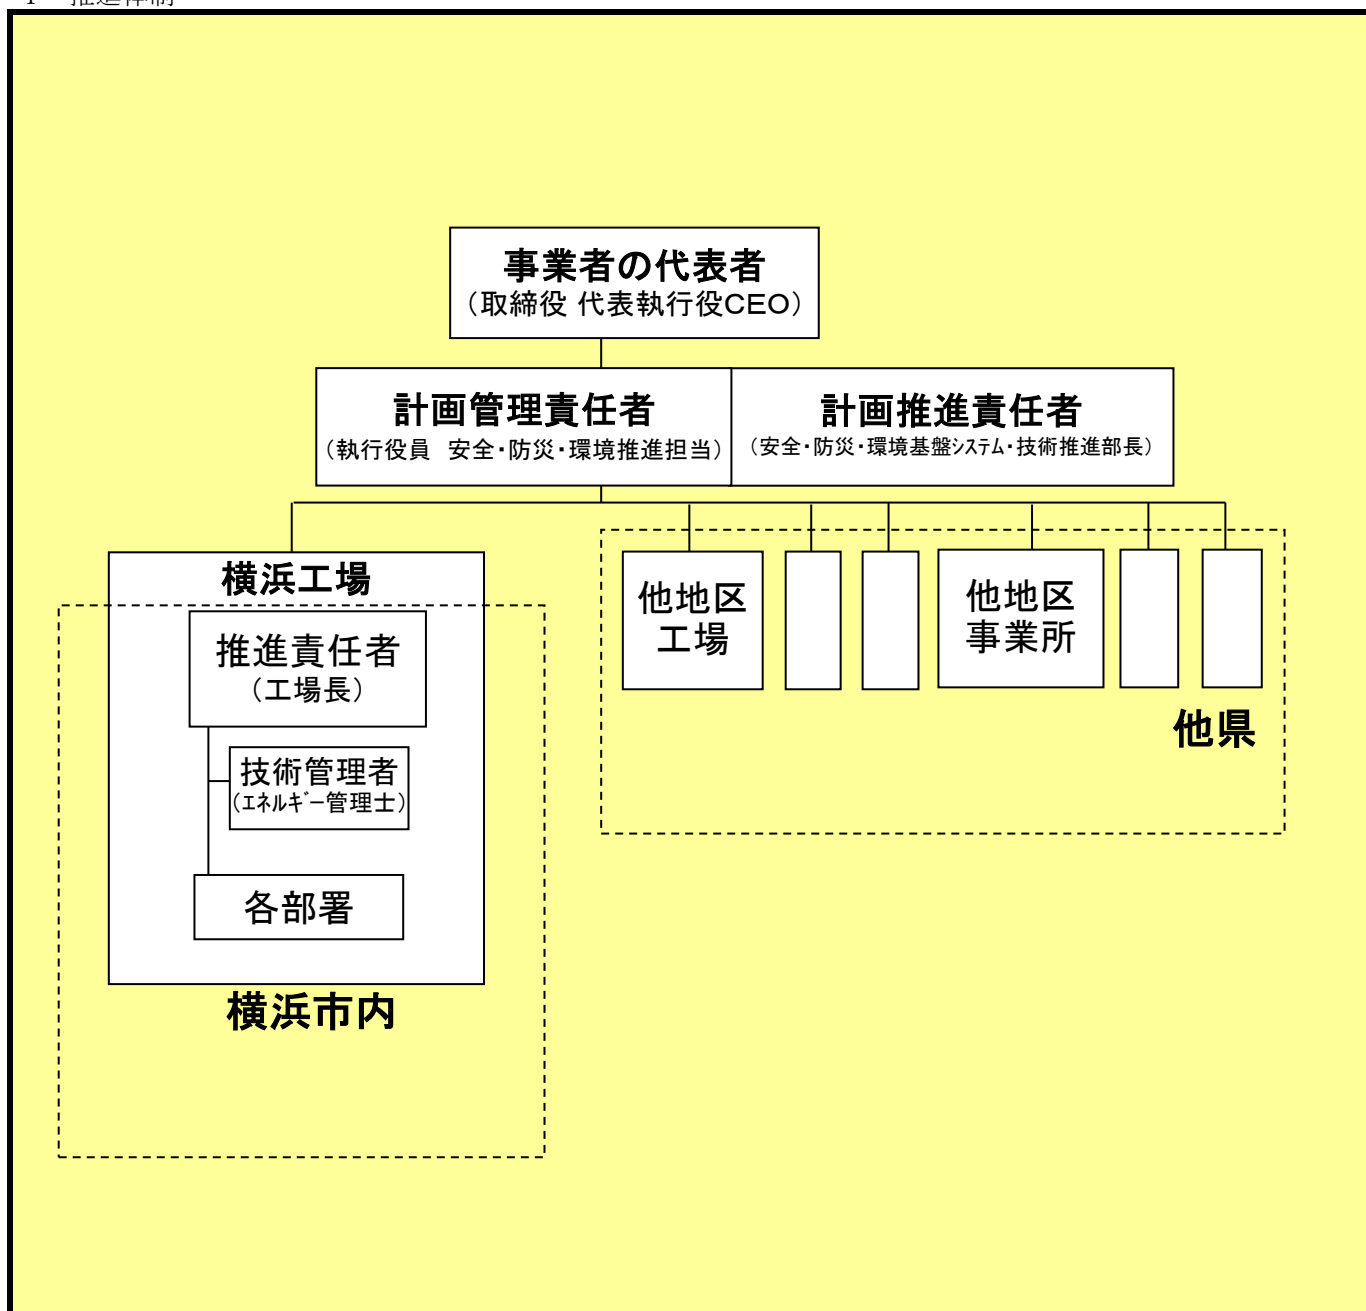 事業者の代表者
（取締役 代表執行役CEO）
計画管理責任者
（執行役員　安全・防災・環境推進担当）
計画推進責任者
（安全・防災・環境基盤ｼｽﾃﾑ・技術推進部長）
横浜工場
推進責任者
（工場長）
技術管理者
（ｴﾈﾙｷﾞｰ管理士）
各部署
横浜市内
他地区
工場
他地区
事業所
他県